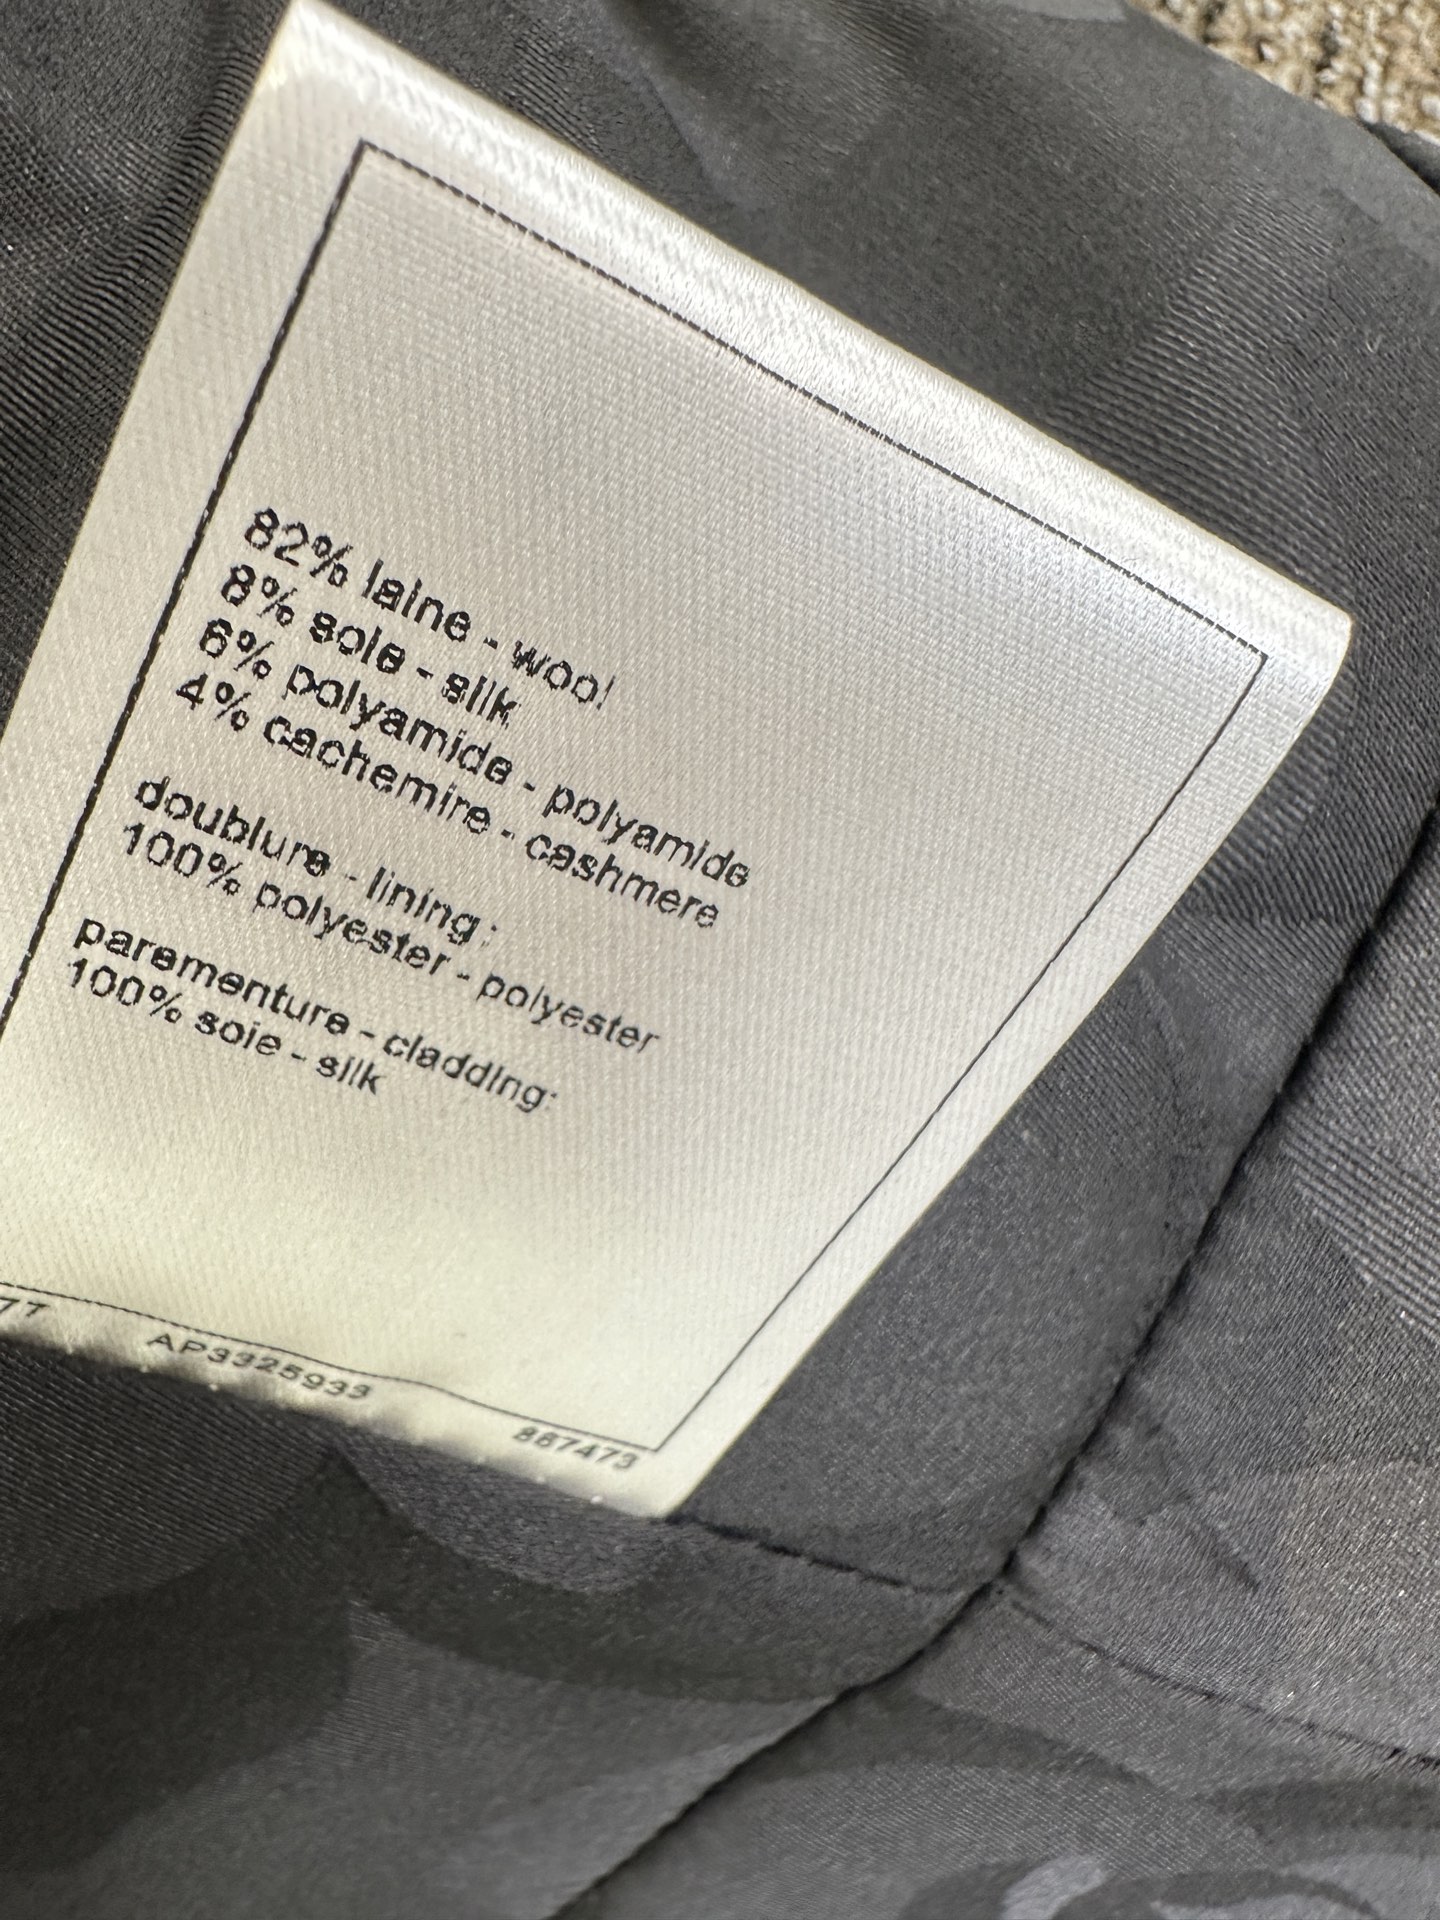 82% laine - wool
8% soie - silk
6% polyamide - polyamide
4% cachemire - cashmere
doublure - lining :
100% polyester - polyester
parementure - cladding:
100% soie - silk
7T AP3325933 867473